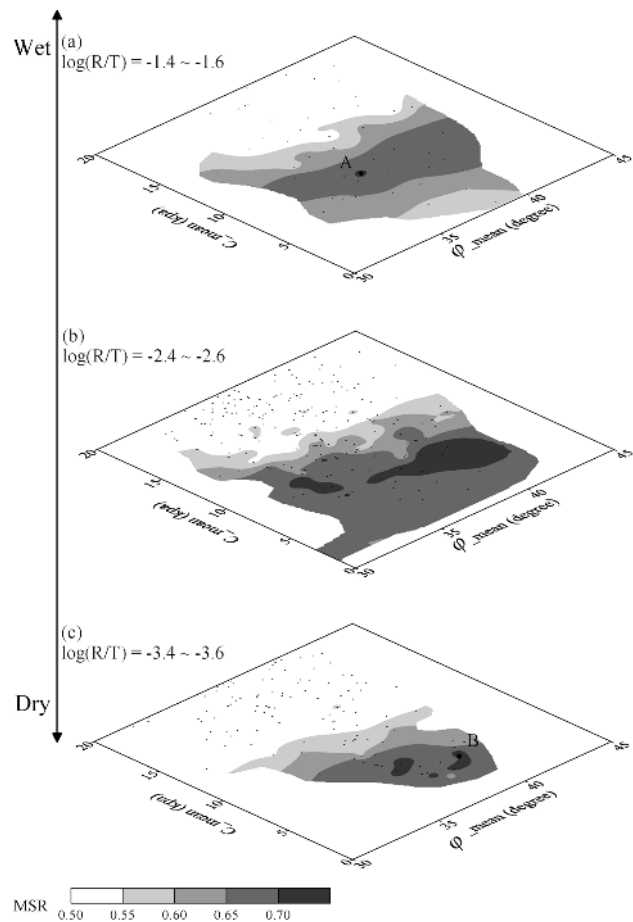 Wet
(a)
log(R/T) = -1.4 ~ -1.6
A
20
15
10
5
0
C_mean (kpa)
30
35
40
45
φ_mean (degree)
(b)
log(R/T) = -2.4 ~ -2.6
20
15
10
5
0
C_mean (kpa)
30
35
40
45
φ_mean (degree)
(c)
log(R/T) = -3.4 ~ -3.6
Dry
B
20
15
10
5
0
C_mean (kpa)
30
35
40
45
φ_mean (degree)
MSR
0.50 0.55 0.60 0.65 0.70